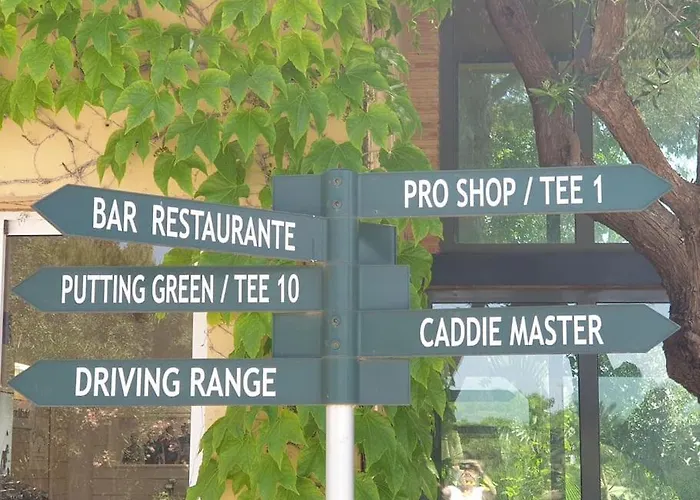 PRO SHOP / TEE 1
BAR RESTAURANTE
PUTTING GREEN / TEE 10
CADDIE MASTER
DRIVING RANGE